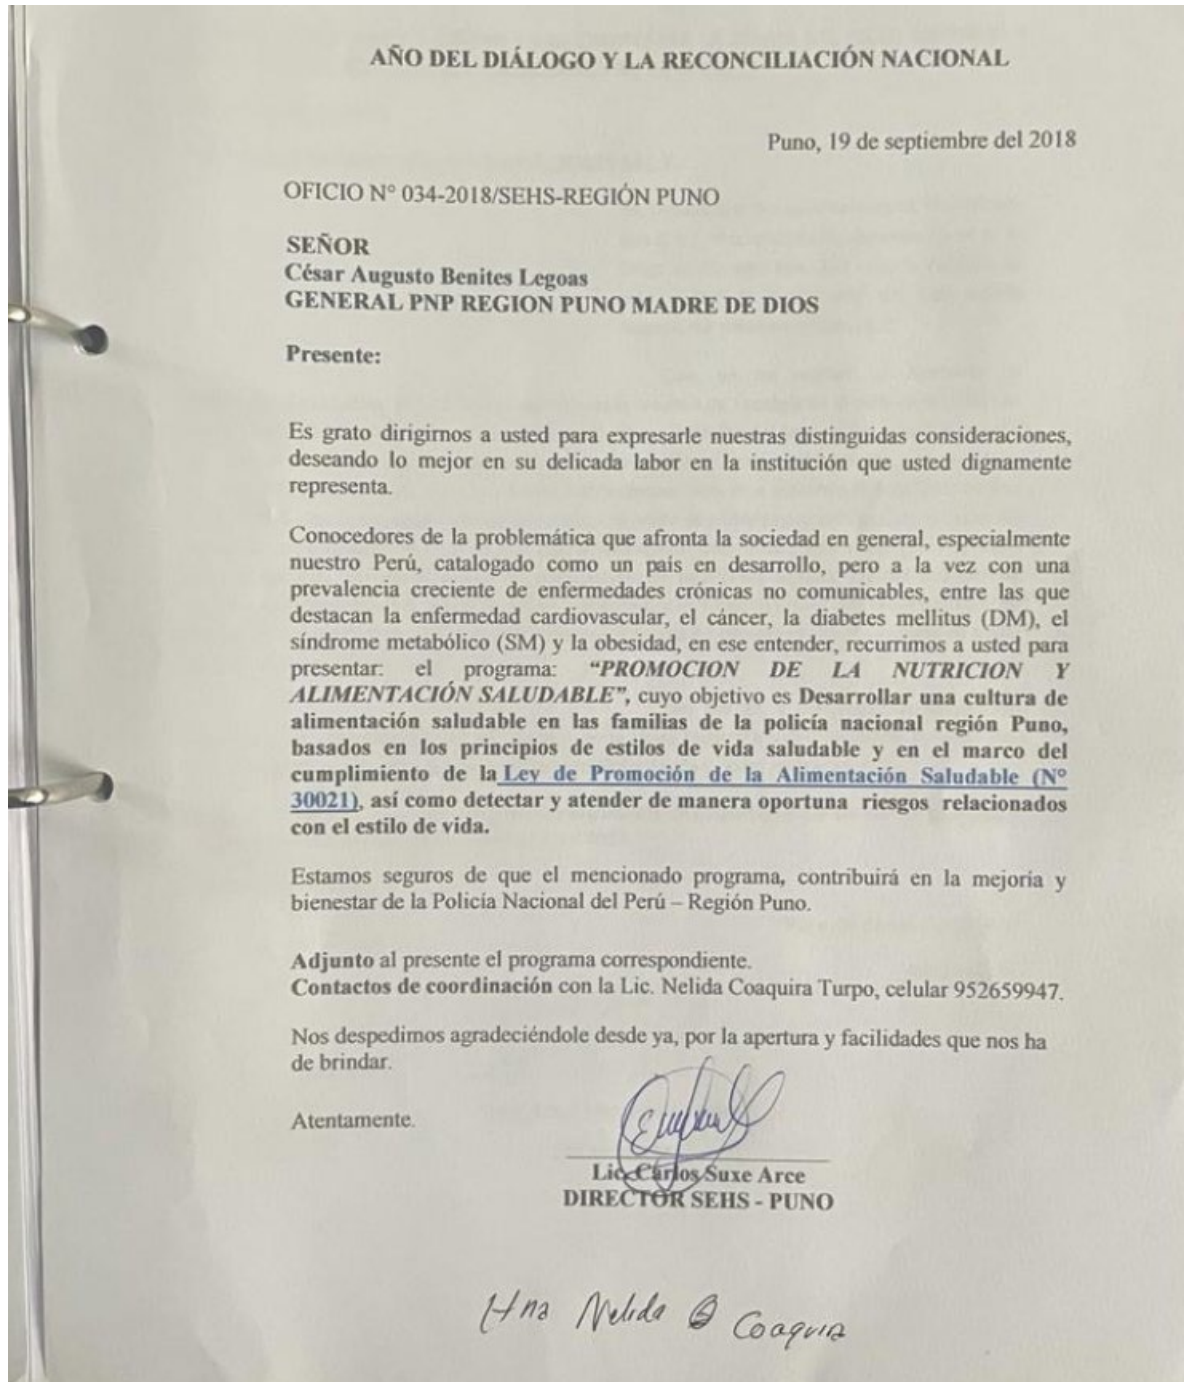 AÑO DEL DIÁLOGO Y LA RECONCILIACIÓN NACIONAL
Puno, 19 de septiembre del 2018
OFICIO Nº 034-2018/SEHS-REGIÓN PUNO
SEÑOR
César Augusto Benites Legoas
GENERAL PNP REGION PUNO MADRE DE DIOS
Presente:
Es grato dirigirnos a usted para expresarle nuestras distinguidas consideraciones,
deseando lo mejor en su delicada labor en la institución que usted dignamente
representa.
Conocedores de la problemática que afronta la sociedad en general, especialmente
nuestro Perú, catalogado como un país en desarrollo, pero a la vez con una
prevalencia creciente de enfermedades crónicas no comunicables, entre las que
destacan la enfermedad cardiovascular, el cáncer, la diabetes mellitus (DM), el
síndrome metabólico (SM) y la obesidad, en ese entender, recurrimos a usted para
presentar: el programa: “PROMOCION DE LA NUTRICION Y
ALIMENTACIÓN SALUDABLE”, cuyo objetivo es Desarrollar una cultura de
alimentación saludable en las familias de la policía nacional región Puno,
basados en los principios de estilos de vida saludable y en el marco del
cumplimiento de la Ley de Promoción de la Alimentación Saludable (Nº
30021), así como detectar y atender de manera oportuna riesgos relacionados
con el estilo de vida.
Estamos seguros de que el mencionado programa, contribuirá en la mejoría y
bienestar de la Policía Nacional del Perú – Región Puno.
Adjunto al presente el programa correspondiente.
Contactos de coordinación con la Lic. Nelida Coaquira Turpo, celular 952659947.
Nos despedimos agradeciéndole desde ya, por la apertura y facilidades que nos ha
de brindar.
Atentamente.
Lic. Carlos Suxe Arce
DIRECTOR SEHS - PUNO
Hna Nelida Coaquira